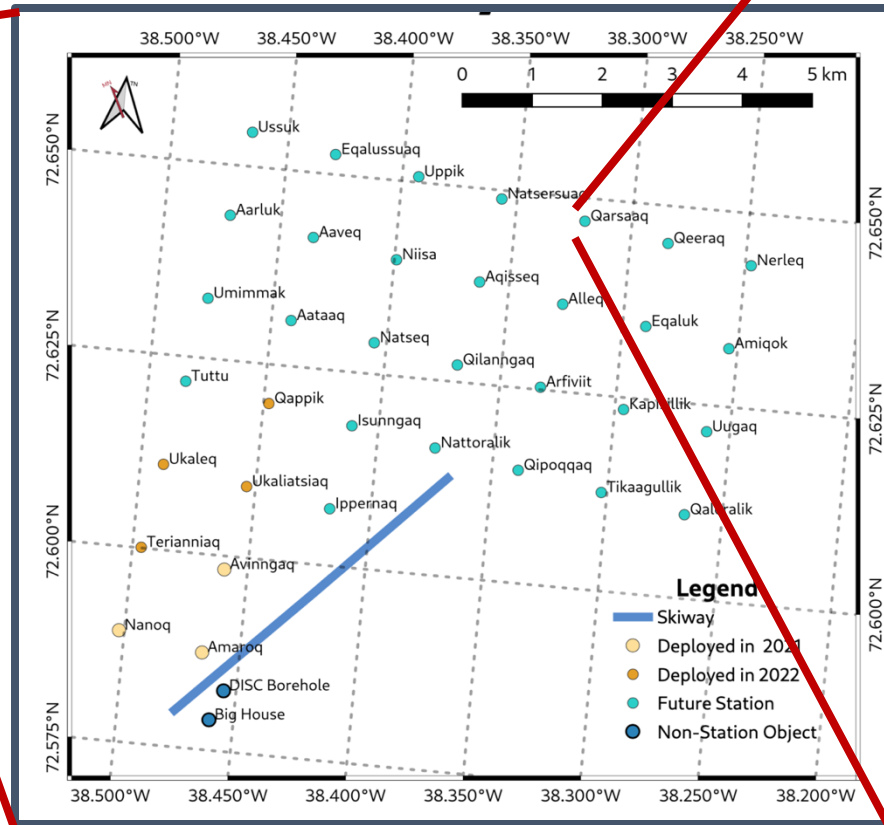 38.500°W 38.450°W 38.400°W 38.350°W 38.300°W 38.250°W
MN TN
0 1 2 3 4 5 km
Ussuk
Eqalussuaq
72.650°N
Uppik
Natsersuaq
Aarluk
Qarsaaq
72.650°N
Aaveq
Qeeraq
Niisa
Nerleq
Aqisseq
Umimmak
Alleq
Aataaq
Eqaluk
Natseq
Amiqok
72.625°N
Qilanngaq
Tuttu
Arfiviit
Qappik
Kapisillik
72.625°N
Isunngaq
Uugaq
Nattoralik
Ukaleq
Qipoqqaq
Ukaliatsiaq
Tikaagullik
Ippernaq
Qaleralik
72.600°N
Terianniaq
Avinngaq
Legend
72.600°N
Skiway
Nanoq
Amaroq
Deployed in 2021
Deployed in 2022
DISC Borehole
Future Station
Big House
Non-Station Object
72.575°N
38.500°W 38.450°W 38.400°W 38.350°W 38.300°W 38.250°W 38.200°W